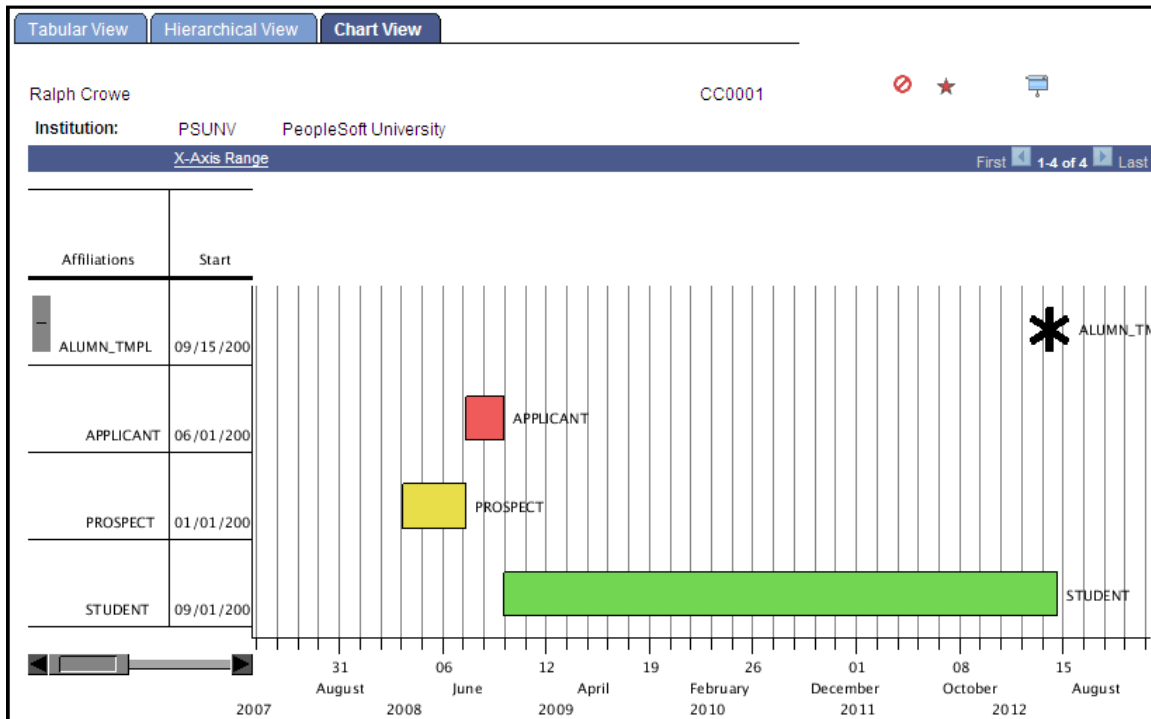 Tabular View Hierarchical View Chart View
Ralph Crowe CC0001
Institution: PSUNV PeopleSoft University
X-Axis Range First 1-4 of 4 Last
Affiliations Start
ALUMN_TMPL 09/15/200 ALUMN_TM
APPLICANT 06/01/200 APPLICANT
PROSPECT 01/01/200 PROSPECT
STUDENT 09/01/200 STUDENT
31 06 12 19 26 01 08 15
August June April February December October August
2007 2008 2009 2010 2011 2012